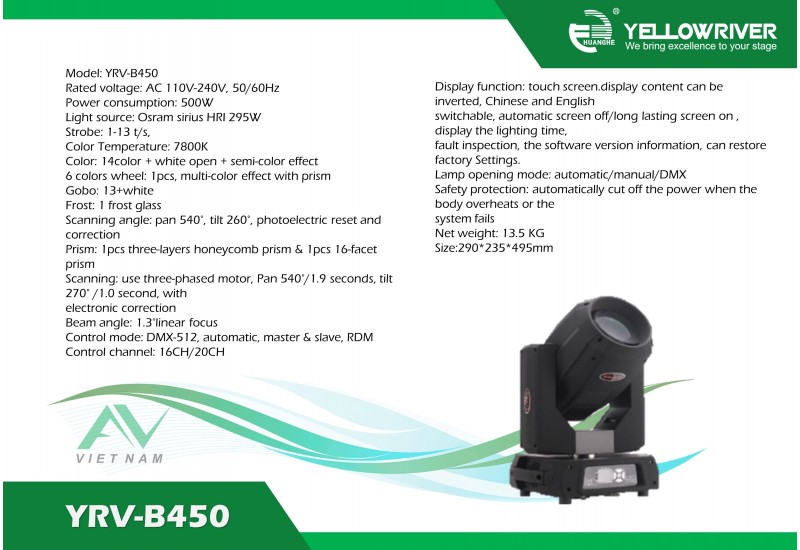 HUANGHE
®
YELLOWRIVER
We bring excellence to your stage
Model: YRV-B450
Rated voltage: AC 110V-240V, 50/60Hz
Power consumption: 500W
Light source: Osram sirius HRI 295W
Strobe: 1-13 t/s,
Color Temperature: 7800K
Color: 14color + white open + semi-color effect
6 colors wheel: 1pcs, multi-color effect with prism
Gobo: 13+white
Frost: 1 frost glass
Scanning angle: pan 540°, tilt 260°, photoelectric reset and
correction
Prism: 1pcs three-layers honeycomb prism & 1pcs 16-facet
prism
Scanning: use three-phased motor, Pan 540°/1.9 seconds, tilt
270° /1.0 second, with
electronic correction
Beam angle: 1.3°linear focus
Control mode: DMX-512, automatic, master & slave, RDM
Control channel: 16CH/20CH
Display function: touch screen.display content can be
inverted, Chinese and English
switchable, automatic screen off/long lasting screen on ,
display the lighting time,
fault inspection, the software version information, can restore
factory Settings.
Lamp opening mode: automatic/manual/DMX
Safety protection: automatically cut off the power when the
body overheats or the
system fails
Net weight: 13.5 KG
Size:290*235*495mm
AV
VIETNAM
YRV-B450